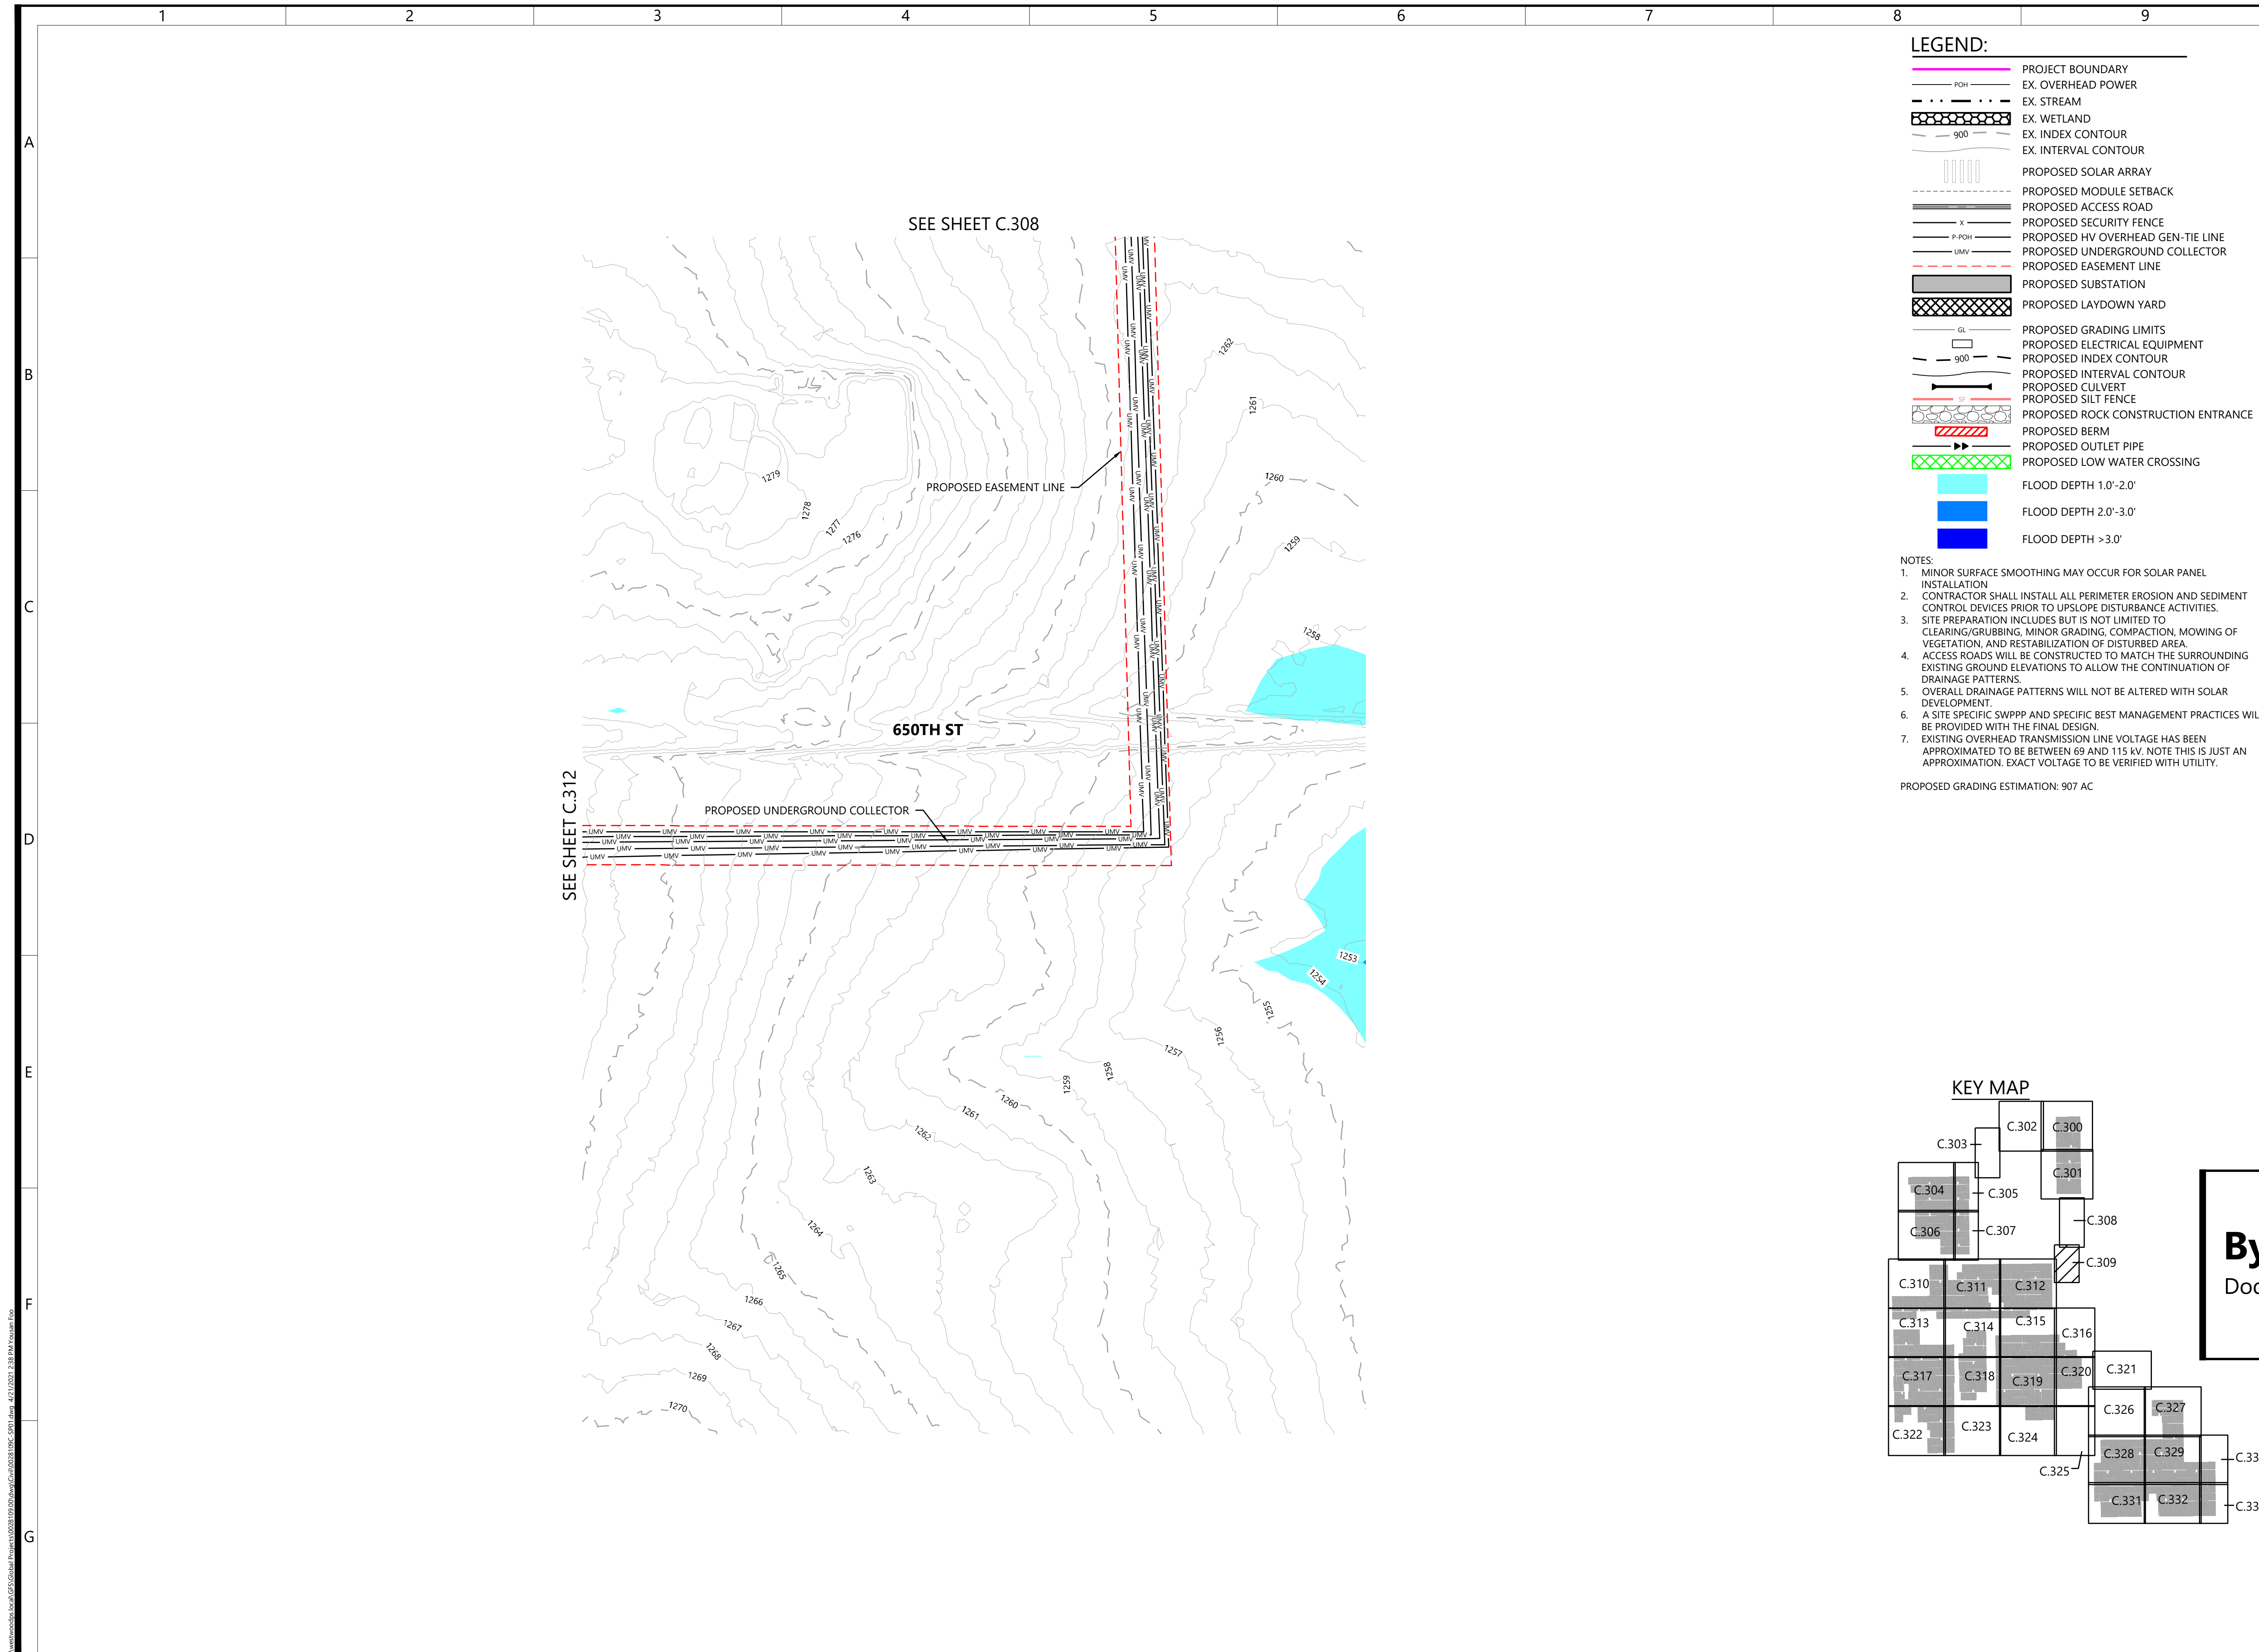 1 2 3 4 5 6 7 8 9
A
B
C
D
E
F
G
SEE SHEET C.308
SEE SHEET C.312
1262
1261
1260
1259
1258
1279
1278
1277
1276
PROPOSED EASEMENT LINE
650TH ST
PROPOSED UNDERGROUND COLLECTOR
UMV
1253
1254
1255
1256
1257
1258
1259
1260
1261
1262
1263
1264
1265
1266
1267
1268
1269
1270
LEGEND:
PROJECT BOUNDARY
POH EX. OVERHEAD POWER
EX. STREAM
EX. WETLAND
900 EX. INDEX CONTOUR
EX. INTERVAL CONTOUR
PROPOSED SOLAR ARRAY
PROPOSED MODULE SETBACK
PROPOSED ACCESS ROAD
X PROPOSED SECURITY FENCE
P-POH PROPOSED HV OVERHEAD GEN-TIE LINE
UMV PROPOSED UNDERGROUND COLLECTOR
PROPOSED EASEMENT LINE
PROPOSED SUBSTATION
PROPOSED LAYDOWN YARD
GL PROPOSED GRADING LIMITS
PROPOSED ELECTRICAL EQUIPMENT
900 PROPOSED INDEX CONTOUR
PROPOSED INTERVAL CONTOUR
PROPOSED CULVERT
SF PROPOSED SILT FENCE
PROPOSED ROCK CONSTRUCTION ENTRANCE
PROPOSED BERM
PROPOSED OUTLET PIPE
PROPOSED LOW WATER CROSSING
FLOOD DEPTH 1.0'-2.0'
FLOOD DEPTH 2.0'-3.0'
FLOOD DEPTH >3.0'
NOTES:
1. MINOR SURFACE SMOOTHING MAY OCCUR FOR SOLAR PANEL
INSTALLATION
2. CONTRACTOR SHALL INSTALL ALL PERIMETER EROSION AND SEDIMENT
CONTROL DEVICES PRIOR TO UPSLOPE DISTURBANCE ACTIVITIES.
3. SITE PREPARATION INCLUDES BUT IS NOT LIMITED TO
CLEARING/GRUBBING, MINOR GRADING, COMPACTION, MOWING OF
VEGETATION, AND RESTABILIZATION OF DISTURBED AREA.
4. ACCESS ROADS WILL BE CONSTRUCTED TO MATCH THE SURROUNDING
EXISTING GROUND ELEVATIONS TO ALLOW THE CONTINUATION OF
DRAINAGE PATTERNS.
5. OVERALL DRAINAGE PATTERNS WILL NOT BE ALTERED WITH SOLAR
DEVELOPMENT.
6. A SITE SPECIFIC SWPPP AND SPECIFIC BEST MANAGEMENT PRACTICES WIL
BE PROVIDED WITH THE FINAL DESIGN.
7. EXISTING OVERHEAD TRANSMISSION LINE VOLTAGE HAS BEEN
APPROXIMATED TO BE BETWEEN 69 AND 115 kV. NOTE THIS IS JUST AN
APPROXIMATION. EXACT VOLTAGE TO BE VERIFIED WITH UTILITY.
PROPOSED GRADING ESTIMATION: 907 AC
KEY MAP
C.302 C.300
C.303
C.301
C.304 C.305
C.308
C.306 C.307
C.309
C.310 C.311 C.312
C.313 C.314 C.315 C.316
C.317 C.318 C.319 C.320 C.321
C.322 C.323 C.324
C.325
C.326 C.327
C.328 C.329 C.33
C.331 C.332 C.33
By
Doc